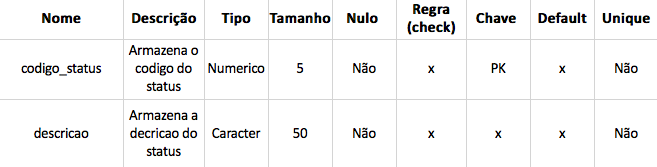 Nome Descrição Tipo Tamanho Nulo Regra (check) Chave Default Unique
codigo_status Armazena o codigo do status Numerico 5 Não x PK x Não
descricao Armazena a decricao do status Caracter 50 Não x x x Não